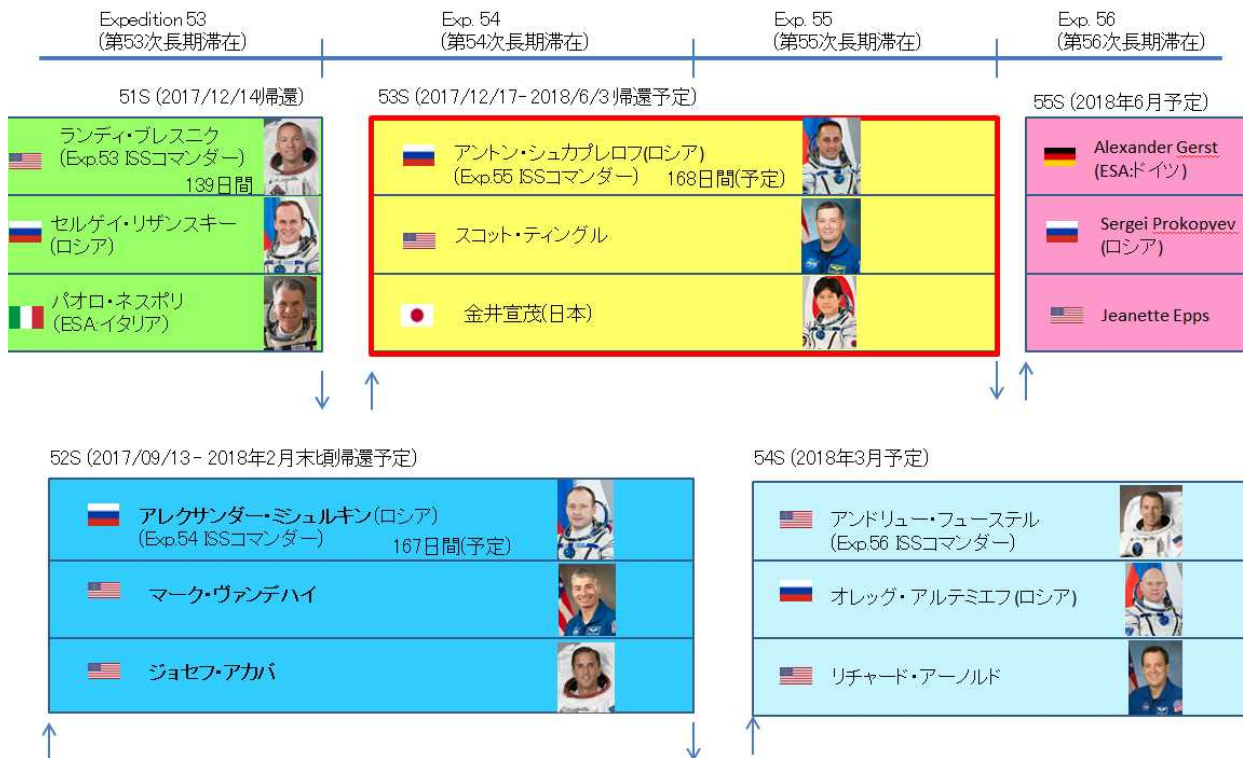 Expedition 53
(第53次長期滞在)
Exp. 54
(第54次長期滞在)
Exp. 55
(第55次長期滞在)
Exp. 56
(第56次長期滞在)
51S (2017/12/14帰還)
ランディ・ブレスニク
(Exp.53 ISSコマンダー)
139日間
セルゲイ・リザンスキー
(ロシア)
パオロ・ネスポリ
(ESA:イタリア)
53S (2017/12/17- 2018/6/3帰還予定)
アントン・シュカプレロフ(ロシア)
(Exp.55 ISSコマンダー) 168日間(予定)
スコット・ティングル
金井宣茂(日本)
55S (2018年6月予定)
Alexander Gerst
(ESA:ドイツ)
Sergei Prokopyev
(ロシア)
Jeanette Epps
52S (2017/09/13- 2018年2月末頃帰還予定)
アレクサンダー・ミシュルキン(ロシア)
(Exp.54 ISSコマンダー) 167日間(予定)
マーク・ヴァンデハイ
ジョセフ・アカバ
54S (2018年3月予定)
アンドリュー・フューステル
(Exp.56 ISSコマンダー)
オレッグ・アルテミエフ(ロシア)
リチャード・アーノルド